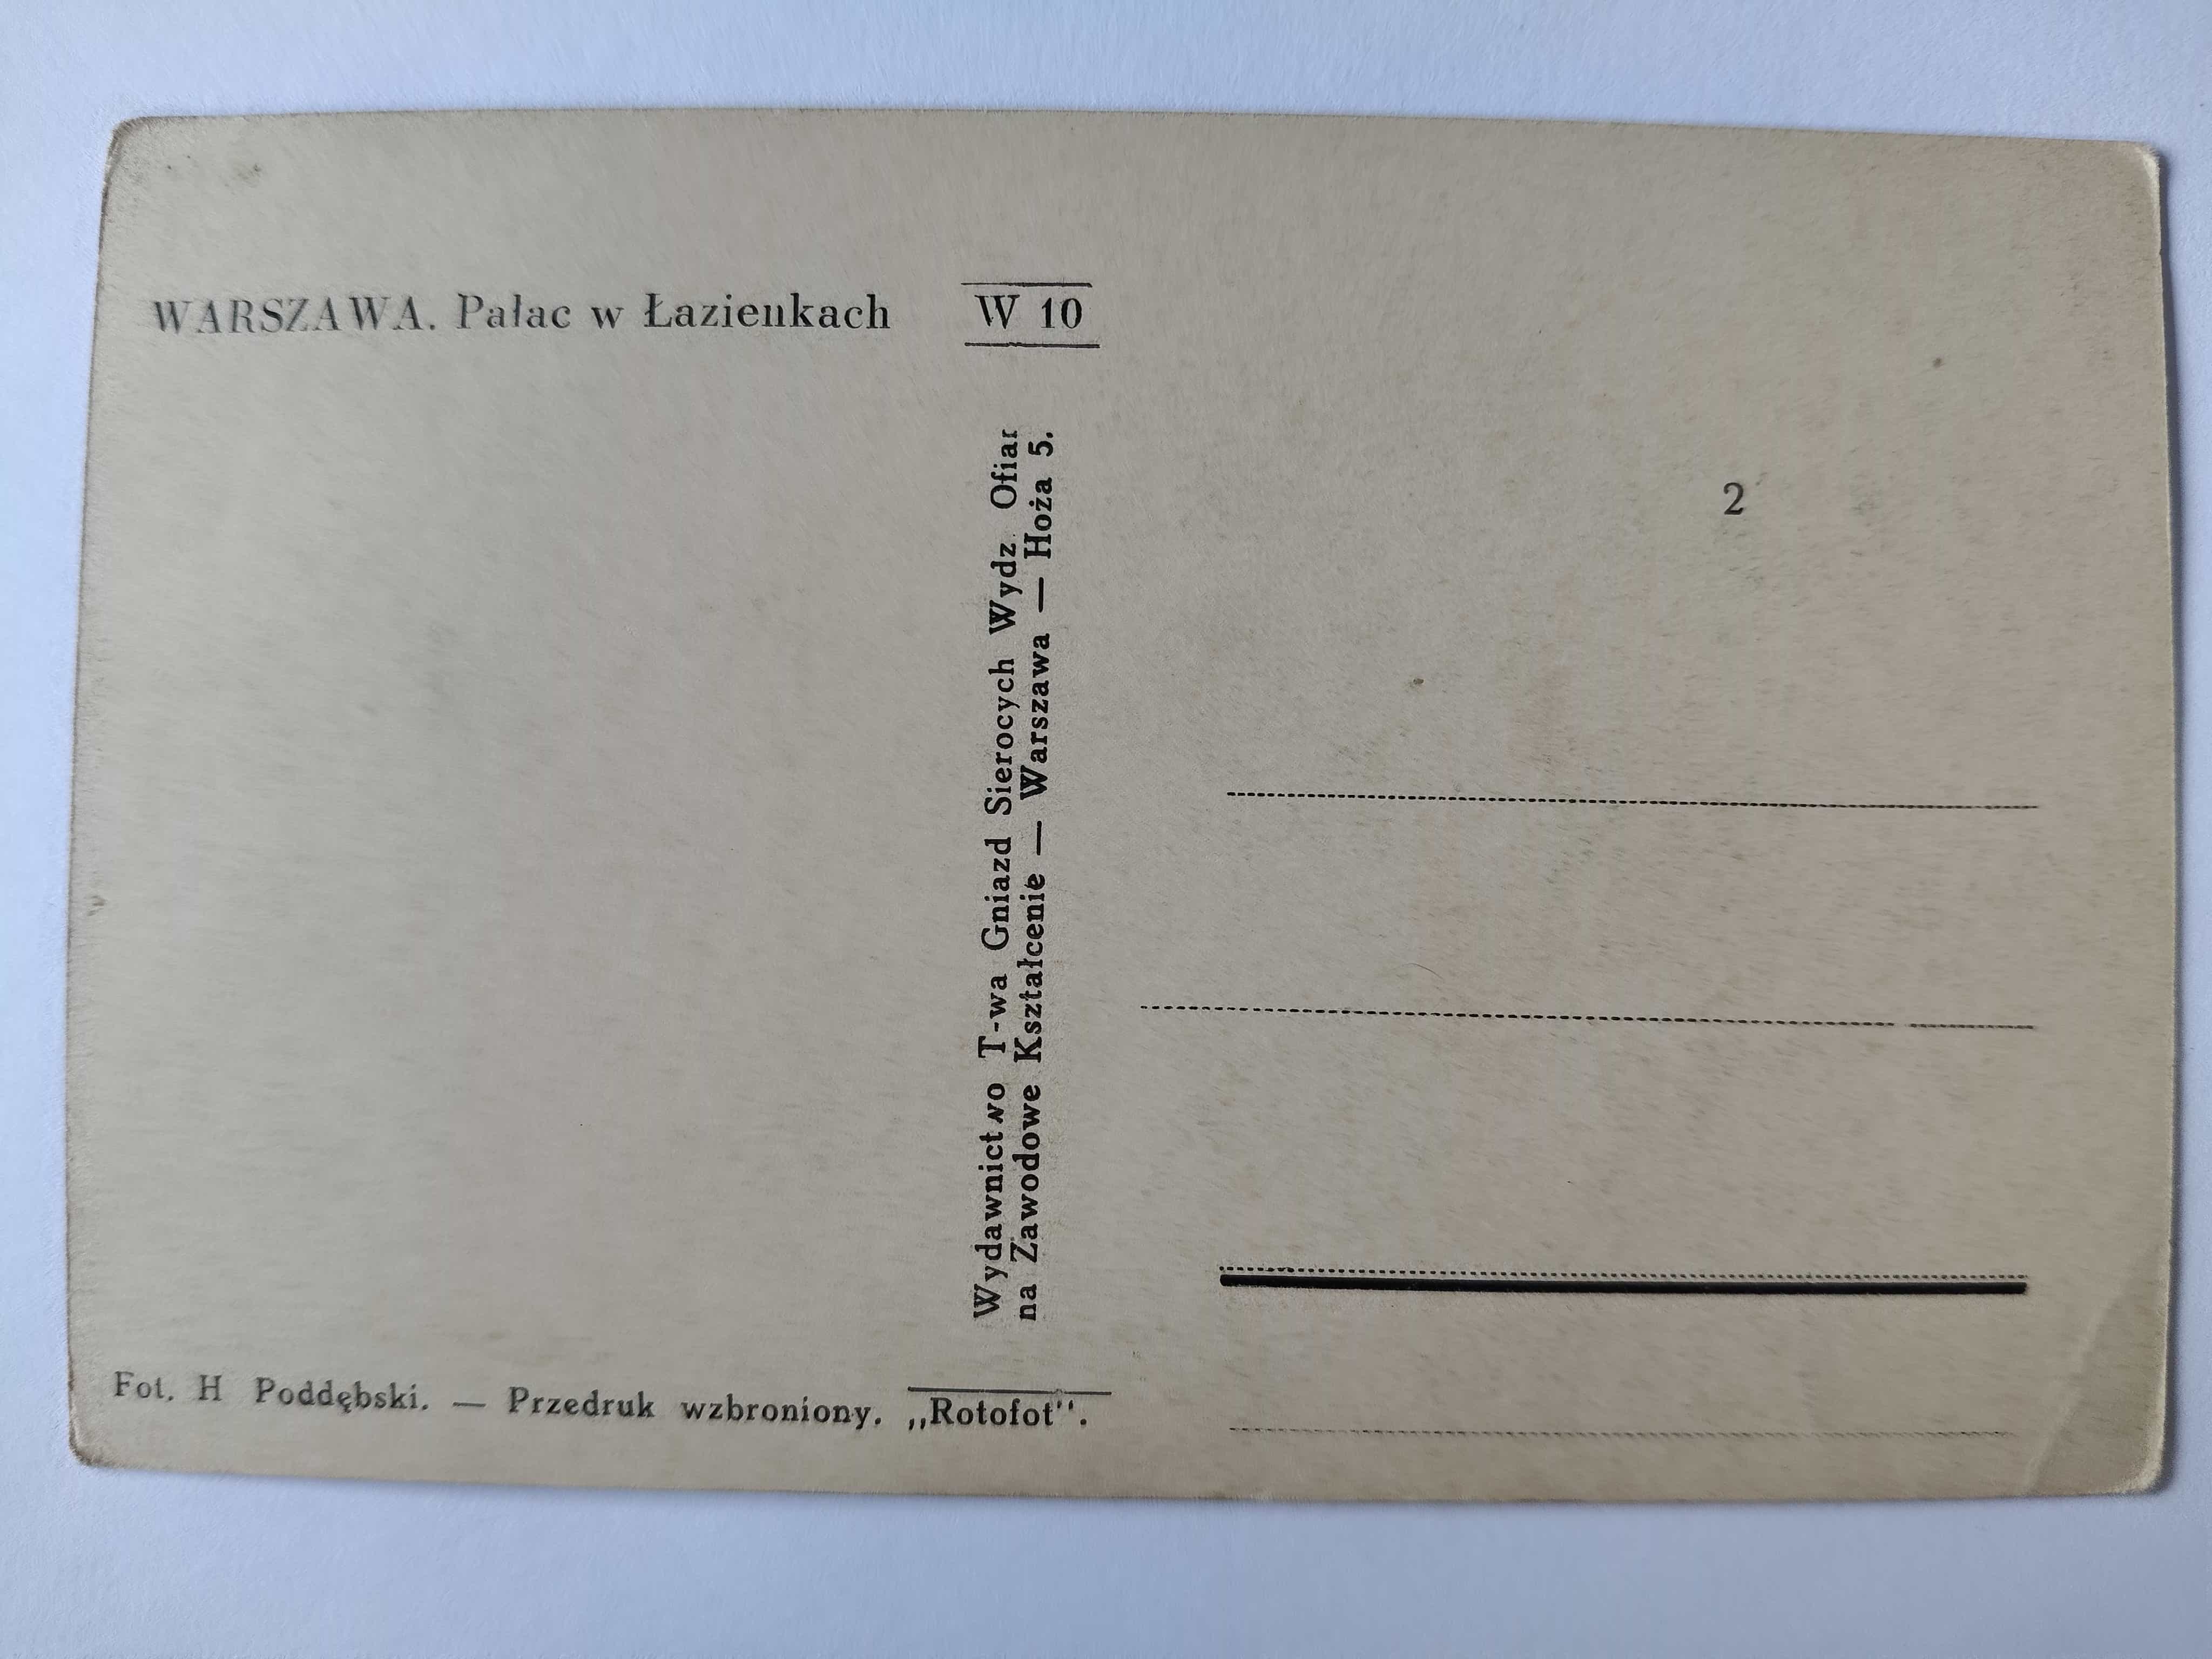 WARSZAWA. Pałac w Łazienkach
W 10
Wydawnictwo T-wa Gniazd Sierocych Wydz. Ofiar
na Zawodowe Kształcenie — Warszawa — Hoża 5.
2
Fot. H Poddębski. — Przedruk wzbroniony. „Rotofot".